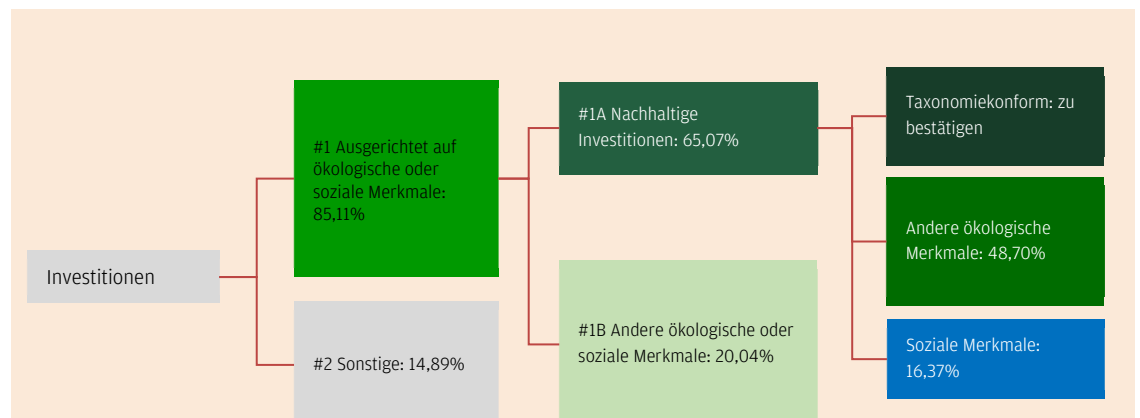 Investitionen
#1 Ausgerichtet auf
ökologische oder
soziale Merkmale:
85,11%
#2 Sonstige: 14,89%
#1A Nachhaltige
Investitionen: 65,07%
#1B Andere ökologische oder
soziale Merkmale: 20,04%
Taxonomiekonform: zu
bestätigen
Andere ökologische
Merkmale: 48,70%
Soziale Merkmale:
16,37%